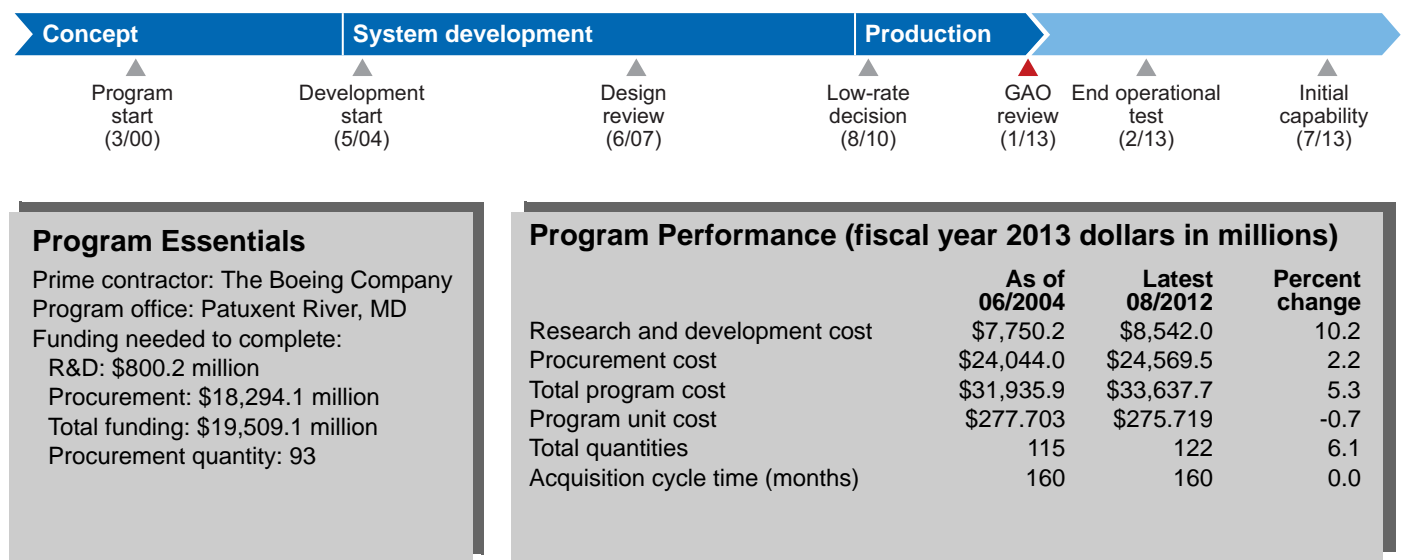 Concept System development Production
Program start (3/00)
Development start (5/04)
Design review (6/07)
Low-rate decision (8/10)
GAO review (1/13)
End operational test (2/13)
Initial capability (7/13)
Program Essentials
Prime contractor: The Boeing Company
Program office: Patuxent River, MD
Funding needed to complete:
R&D: $800.2 million
Procurement: $18,294.1 million
Total funding: $19,509.1 million
Procurement quantity: 93
Program Performance (fiscal year 2013 dollars in millions)
As of 06/2004 Latest 08/2012 Percent change
Research and development cost $7,750.2 $8,542.0 10.2
Procurement cost $24,044.0 $24,569.5 2.2
Total program cost $31,935.9 $33,637.7 5.3
Program unit cost $277.703 $275.719 -0.7
Total quantities 115 122 6.1
Acquisition cycle time (months) 160 160 0.0